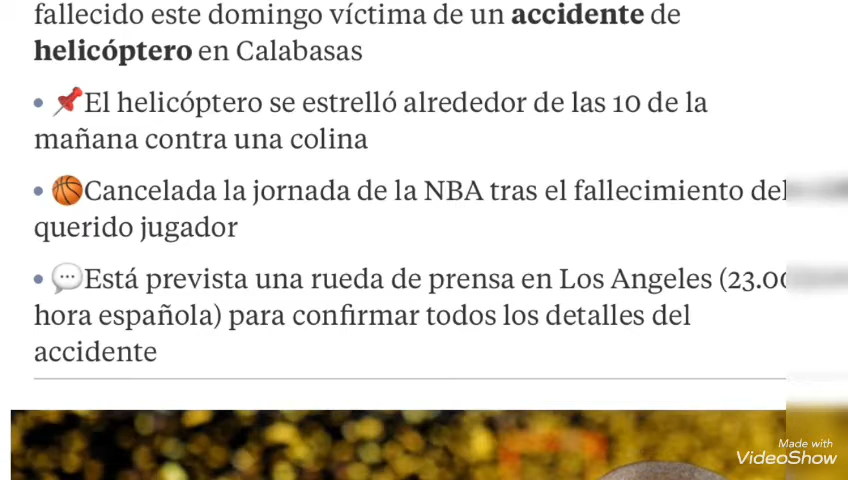 fallecido este domingo víctima de un accidente de
helicóptero en Calabasas
• 📌El helicóptero se estrelló alrededor de las 10 de la
mañana contra una colina
• 🏀Cancelada la jornada de la NBA tras el fallecimiento del
querido jugador
• 💬Está prevista una rueda de prensa en Los Angeles (23.00
hora española) para confirmar todos los detalles del
accidente
Made with
VideoShow